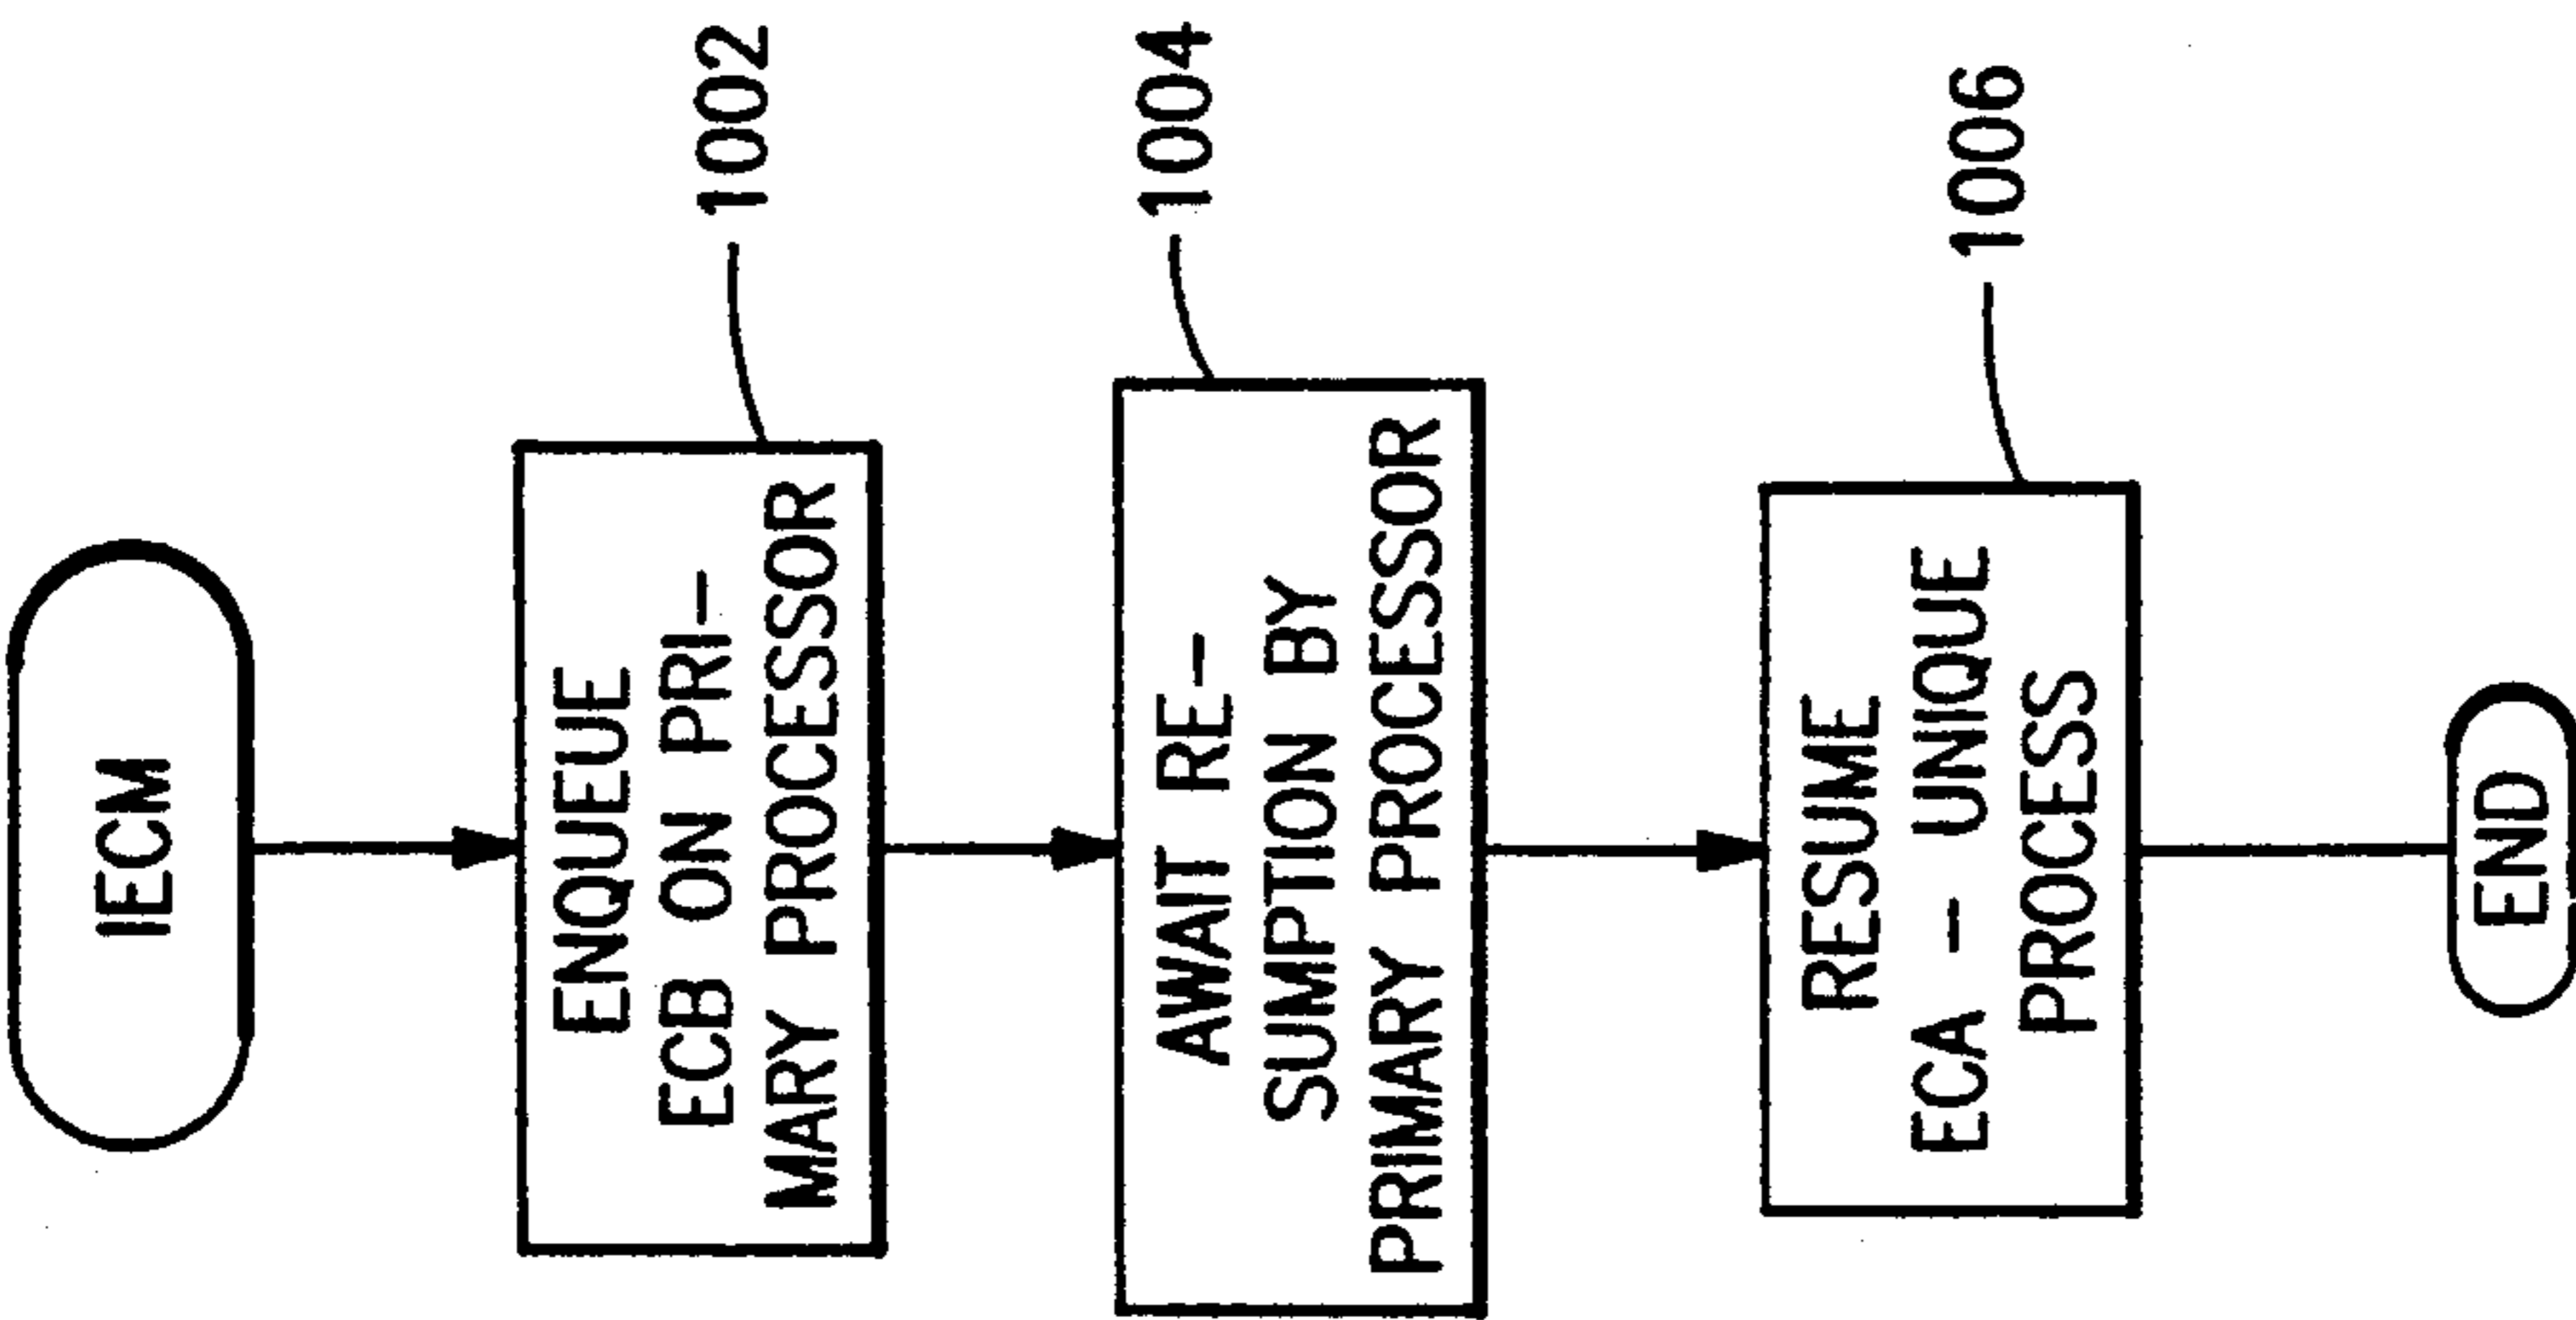 IECM
ENQUEUE
ECB ON PRI-
MARY PROCESSOR
1002
AWAIT RE-
SUMPTION BY
PRIMARY PROCESSOR
1004
RESUME
ECA - UNIQUE
PROCESS
1006
END